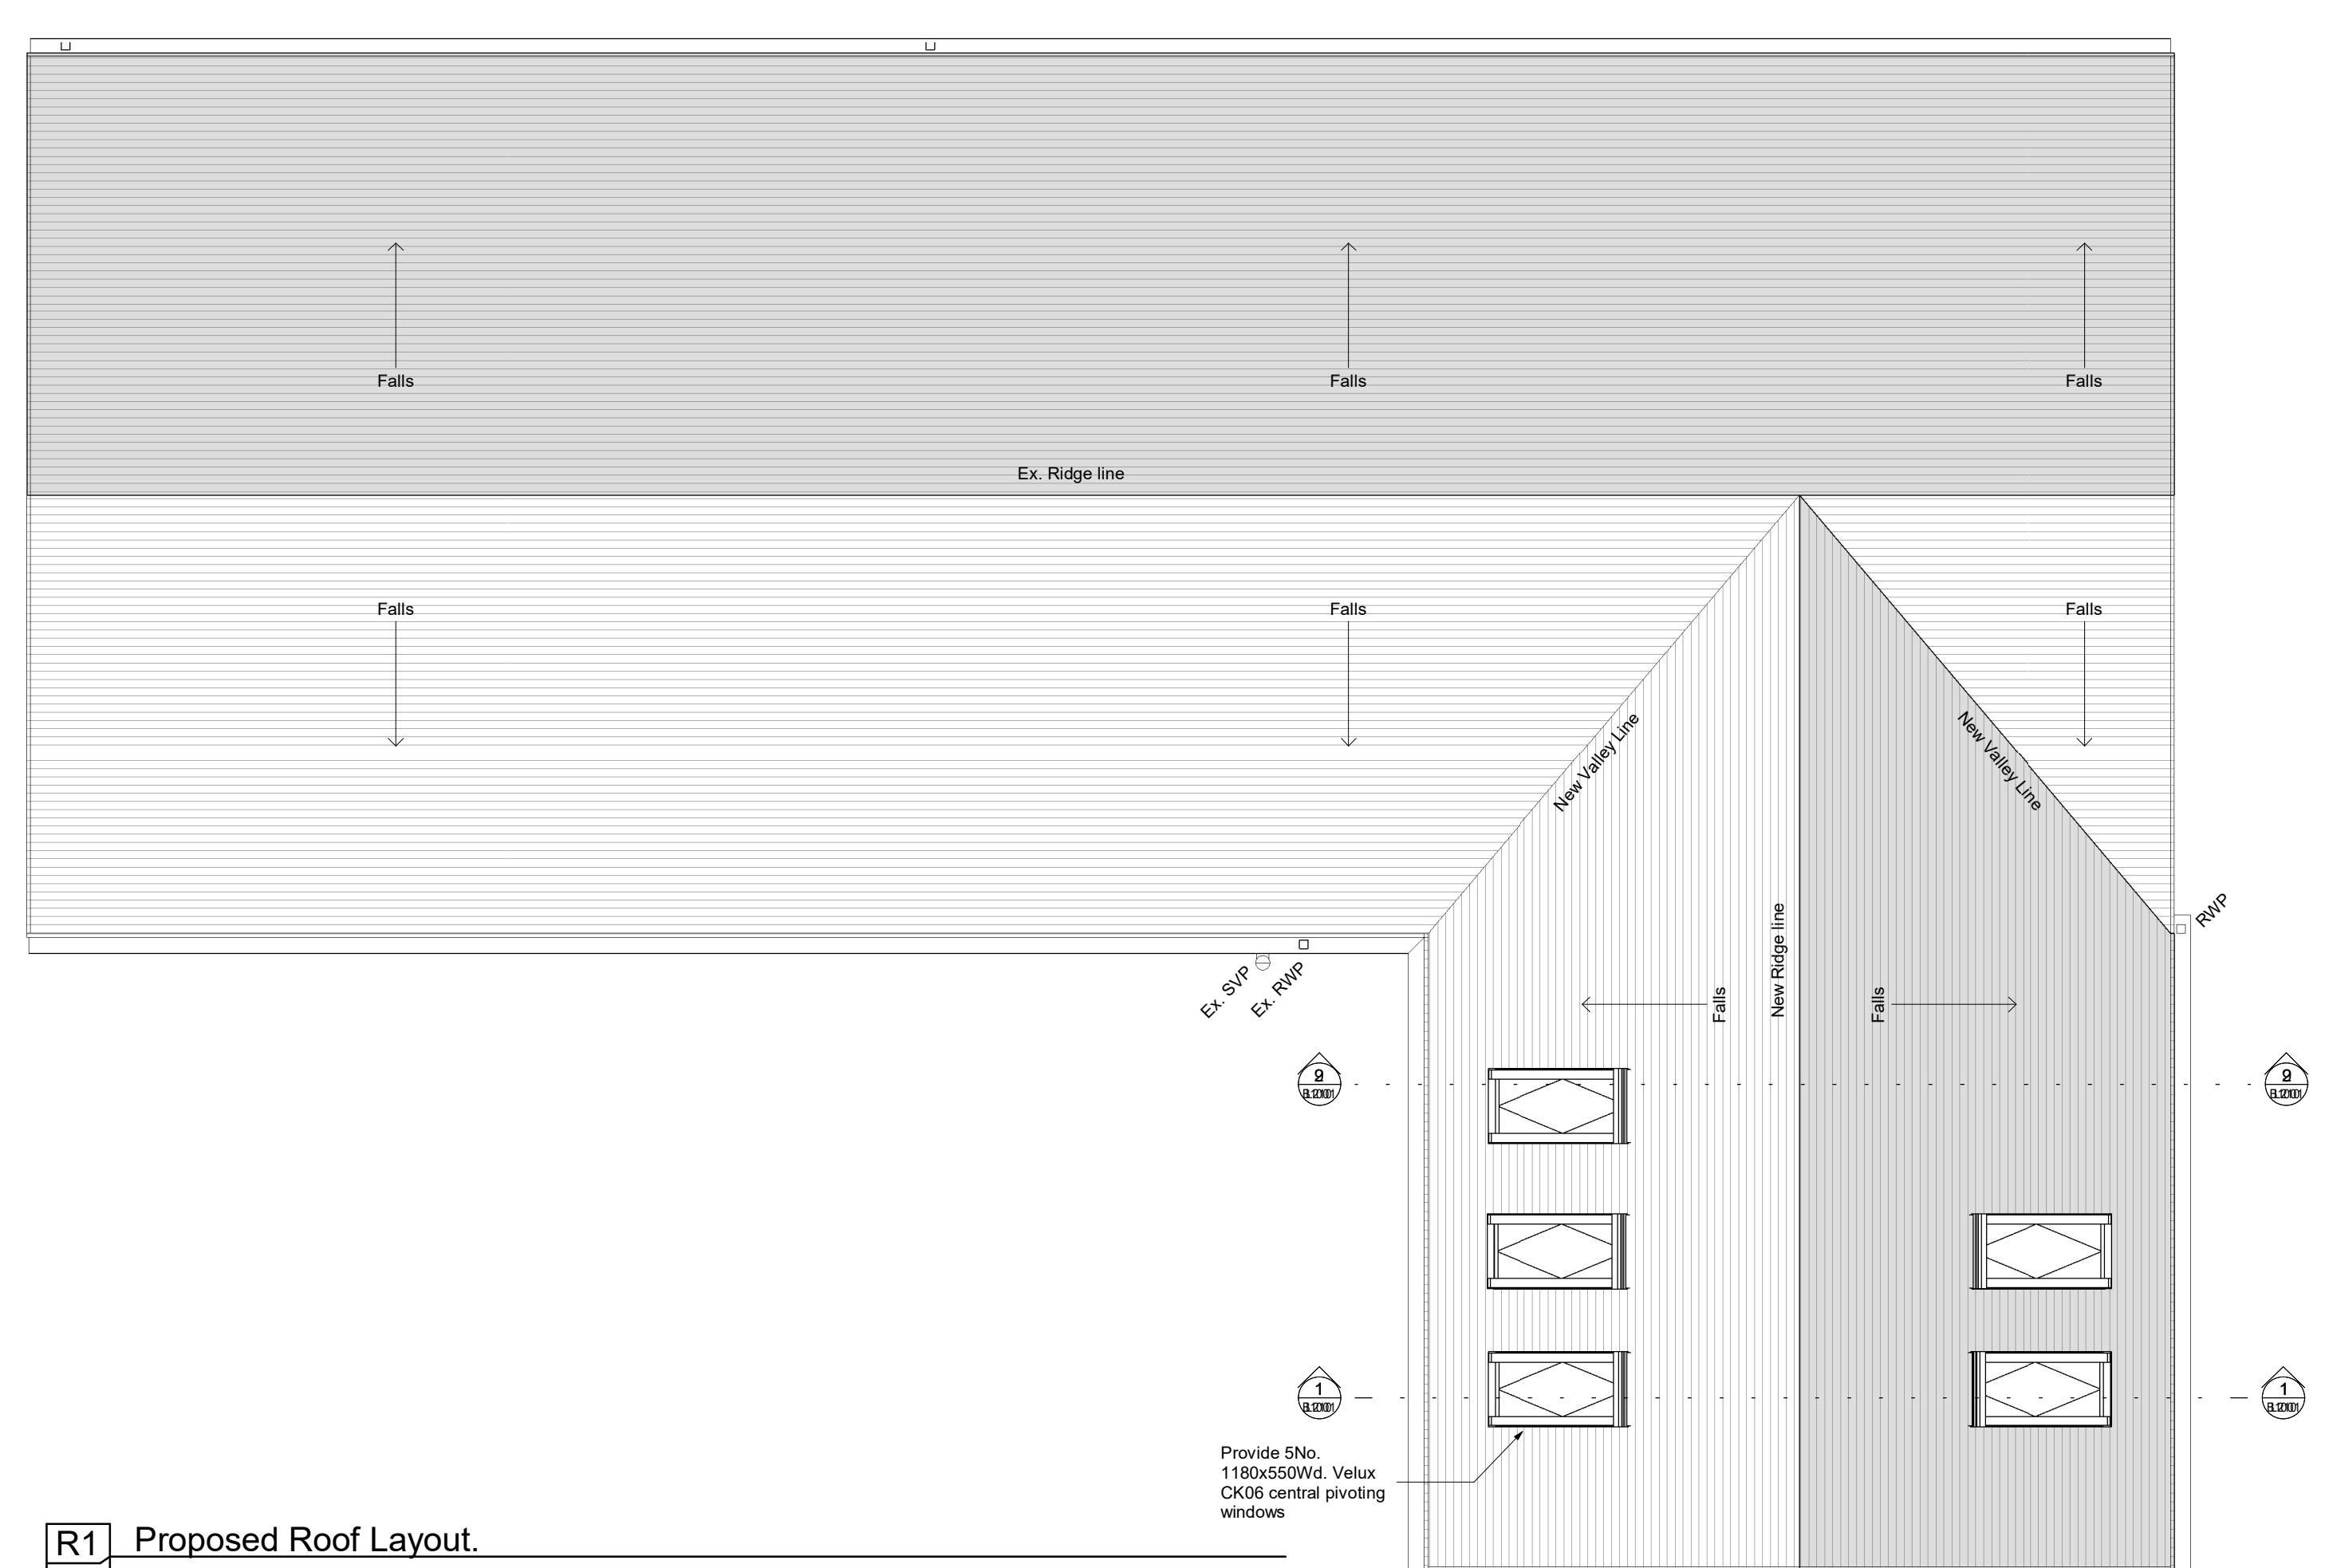 Falls
Falls
Falls
Ex. Ridge line
Falls
Falls
Falls
New Valley Line
New Valley Line
RWP
New Ridge line
Ex. SVP
Ex. RWP
Falls
Falls
1
1
Provide 5No.
1180x550Wd. Velux
CK06 central pivoting
windows
R1
Proposed Roof Layout.